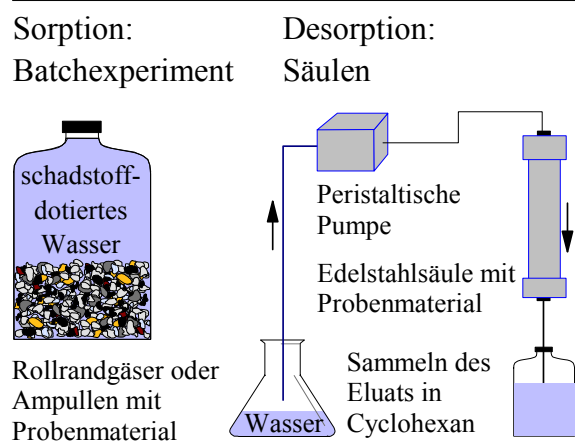 Sorption:
Batchexperiment
Desorption:
Säulen
schadstoff-
dotiertes
Wasser
Rollrandgäser oder
Ampullen mit
Probenmaterial
Peristaltische
Pumpe
Edelstahlsäule mit
Probenmaterial
Wasser
Sammeln des
Eluats in
Cyclohexan